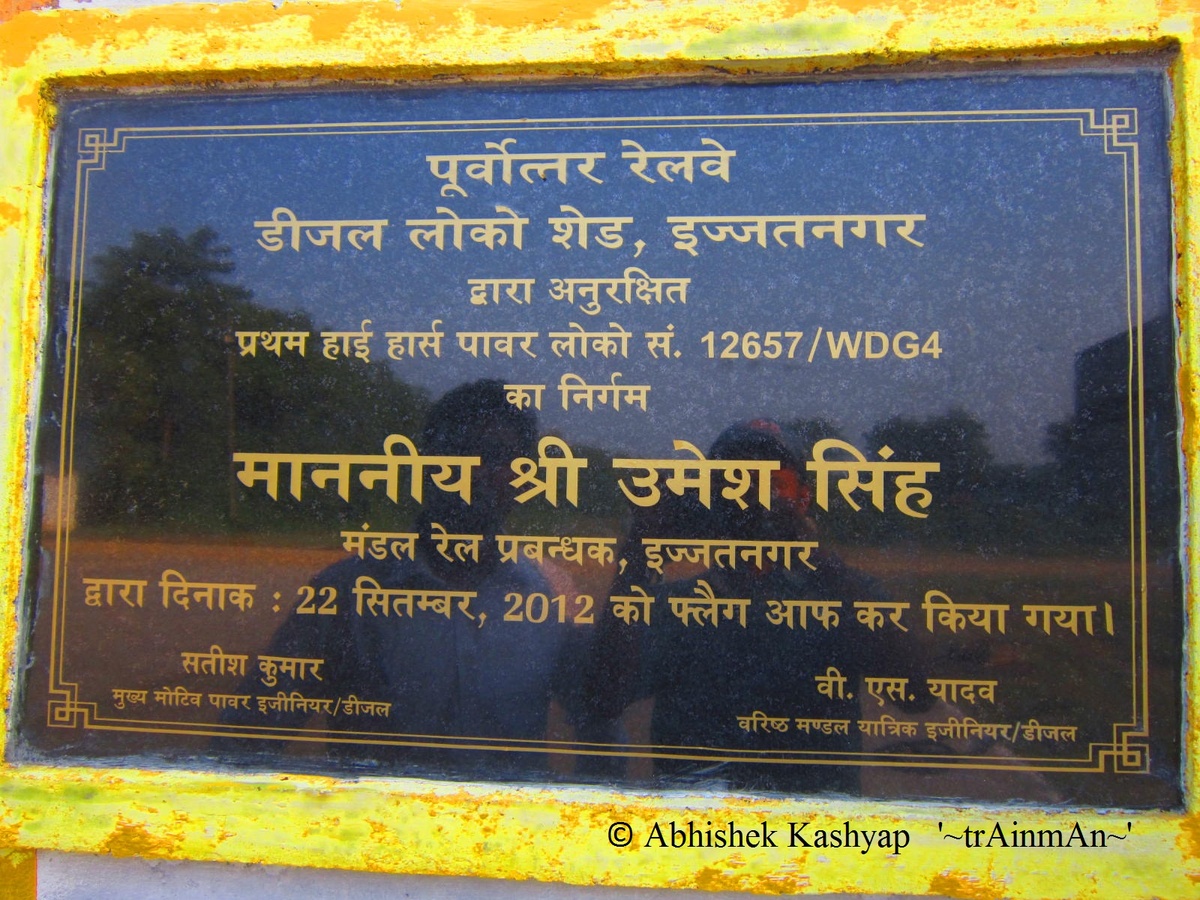 पूर्वोत्तर रेलवे
डीजल लोको शेड, इज्जतनगर
द्वारा अनुरक्षित
प्रथम हाई हार्स पावर लोको सं. 12657/WDG4
का निर्गम
माननीय श्री उमेश सिंह
मंडल रेल प्रबन्धक, इज्जतनगर
द्वारा दिनाक : 22 सितम्बर, 2012 को फ्लैग आफ कर किया गया।
सतीश कुमार
मुख्य मोटिव पावर इजीनियर/डीजल
वी. एस. यादव
वरिष्ठ मण्डल यात्रिक इजीनियर/डीजल
© Abhishek Kashyap '~trAinmAn~'